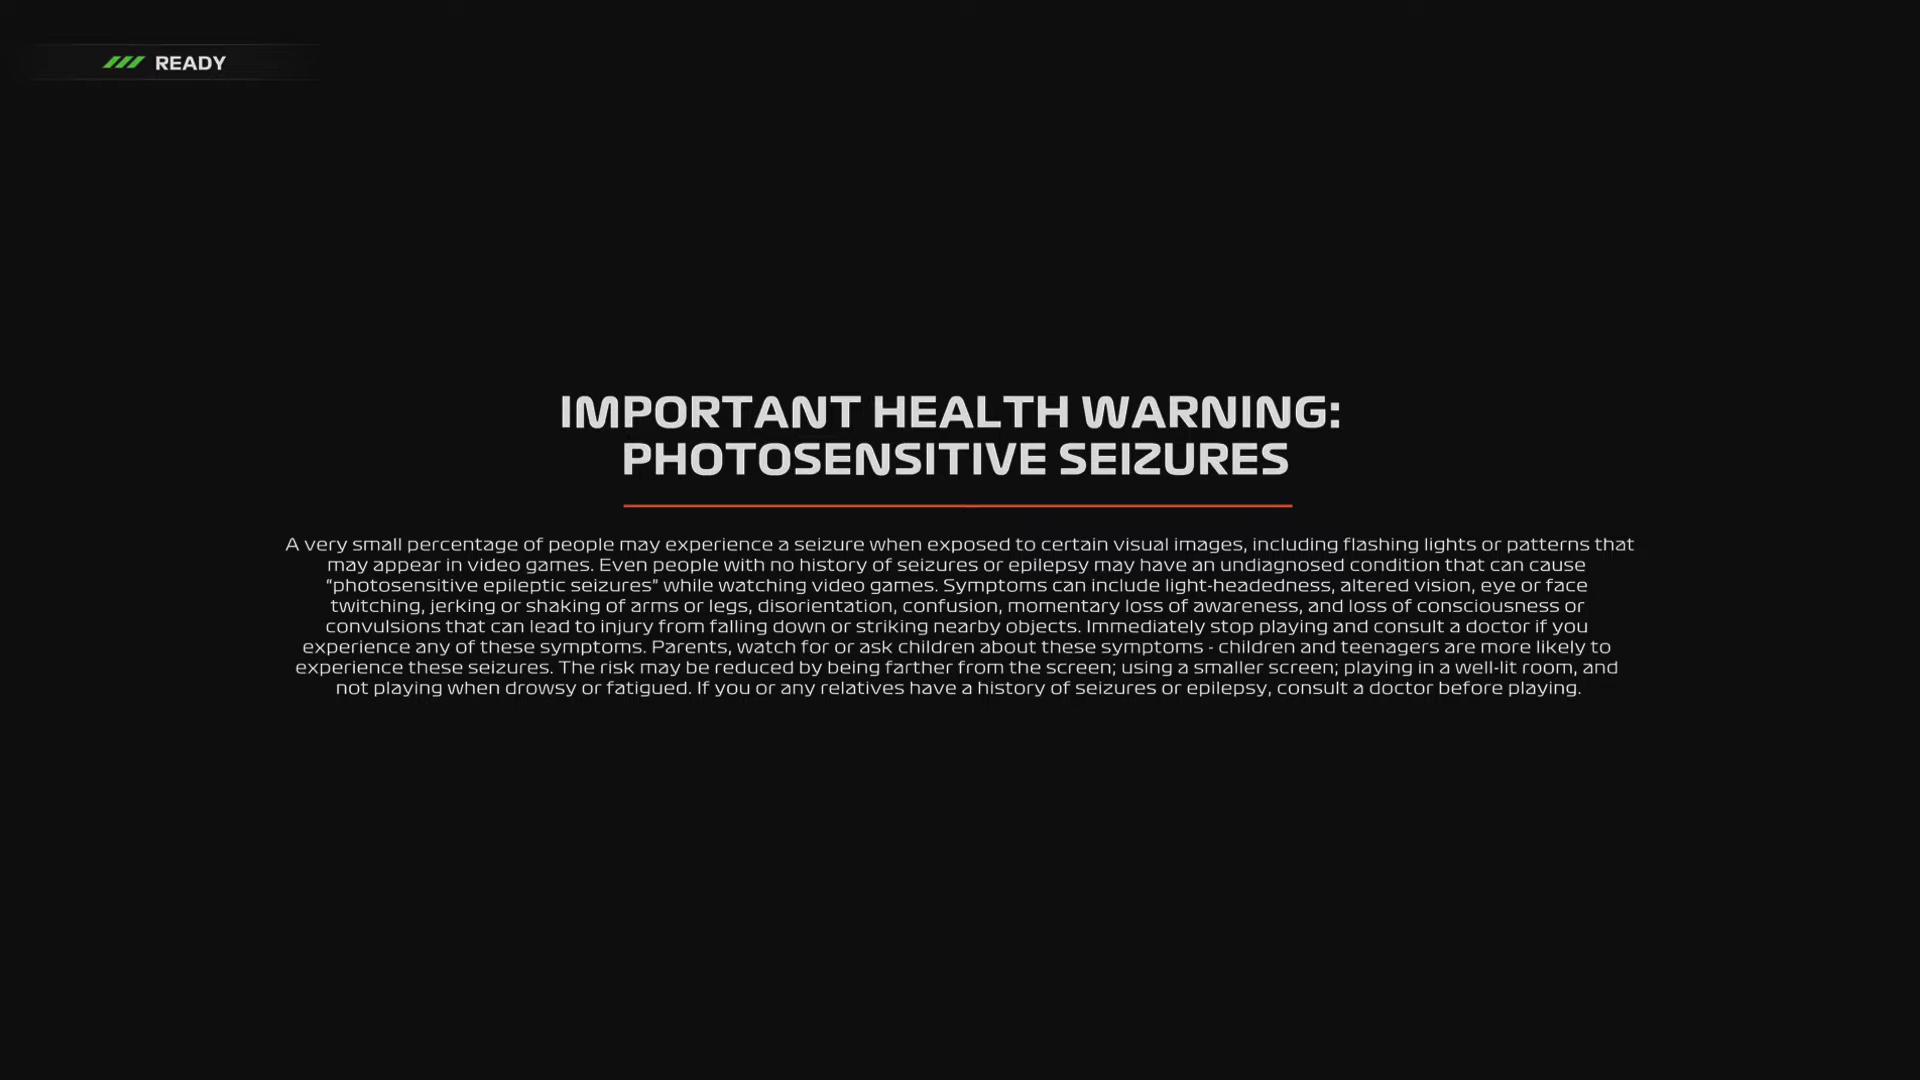 READY
IMPORTANT HEALTH WARNING:
PHOTOSENSITIVE SEIZURES
A very small percentage of people may experience a seizure when exposed to certain visual images, including flashing lights or patterns that
may appear in video games. Even people with no history of seizures or epilepsy may have an undiagnosed condition that can cause
“photosensitive epileptic seizures” while watching video games. Symptoms can include light-headedness, altered vision, eye or face
twitching, jerking or shaking of arms or legs, disorientation, confusion, momentary loss of awareness, and loss of consciousness or
convulsions that can lead to injury from falling down or striking nearby objects. Immediately stop playing and consult a doctor if you
experience any of these symptoms. Parents, watch for or ask children about these symptoms - children and teenagers are more likely to
experience these seizures. The risk may be reduced by being farther from the screen; using a smaller screen; playing in a well-lit room, and
not playing when drowsy or fatigued. If you or any relatives have a history of seizures or epilepsy, consult a doctor before playing.